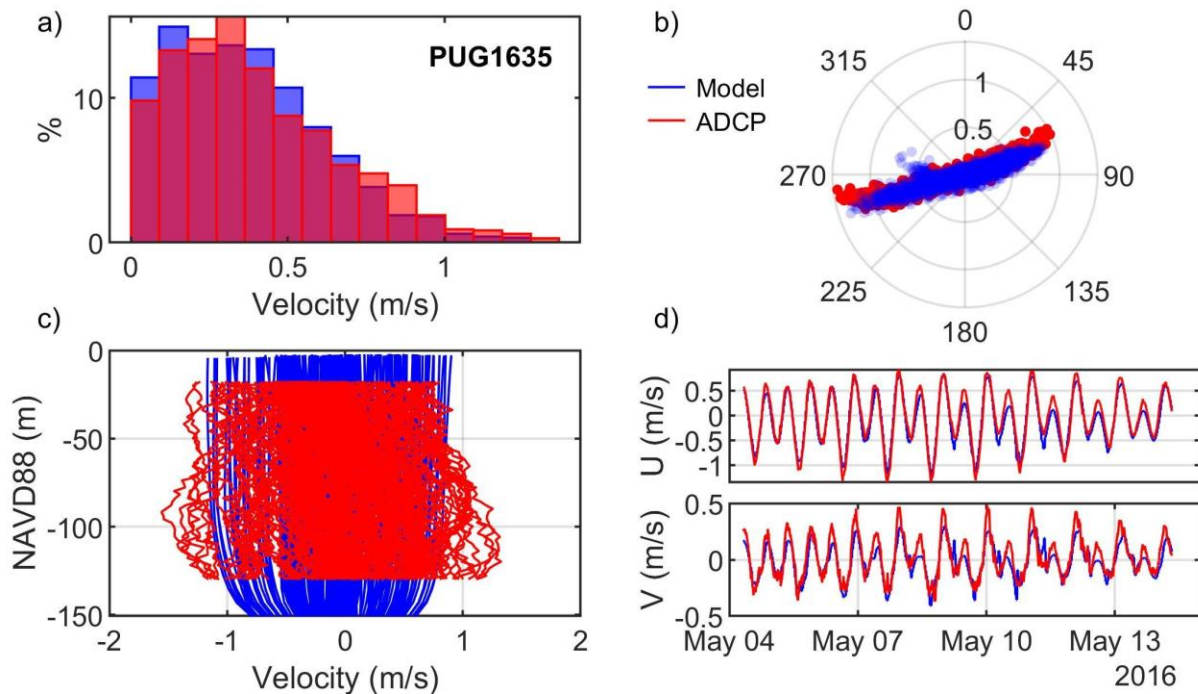 a)
PUG1635
10
0
%
0 0.5 1
Velocity (m/s)
b)
Model
ADCP
0
45
90
135
180
225
270
315
1
0.5
c)
0
-50
-100
-150
NAVD88 (m)
-2 -1 0 1 2
Velocity (m/s)
d)
0.5
0
-0.5
-1
U (m/s)
0.5
0
-0.5
V (m/s)
May 04 May 07 May 10 May 13
2016